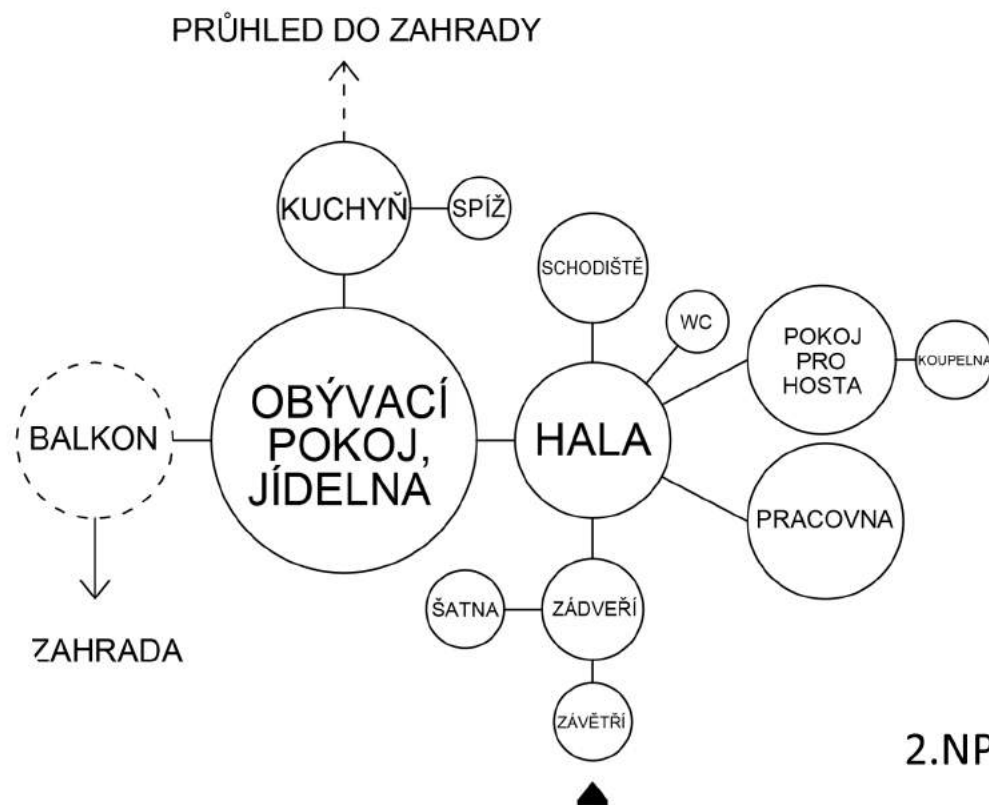 PRŮHLED DO ZAHRADY
KUCHYŇ
SPÍŽ
SCHODIŠTĚ
WC
POKOJ
PRO
HOSTA
KOUPELNA
OBÝVACÍ
POKOJ,
JÍDELNA
BALKON
HALA
PRACOVNA
ŠATNA
ZÁDVEŘÍ
ZAHRADA
ZÁVĚTŘÍ
2.NP